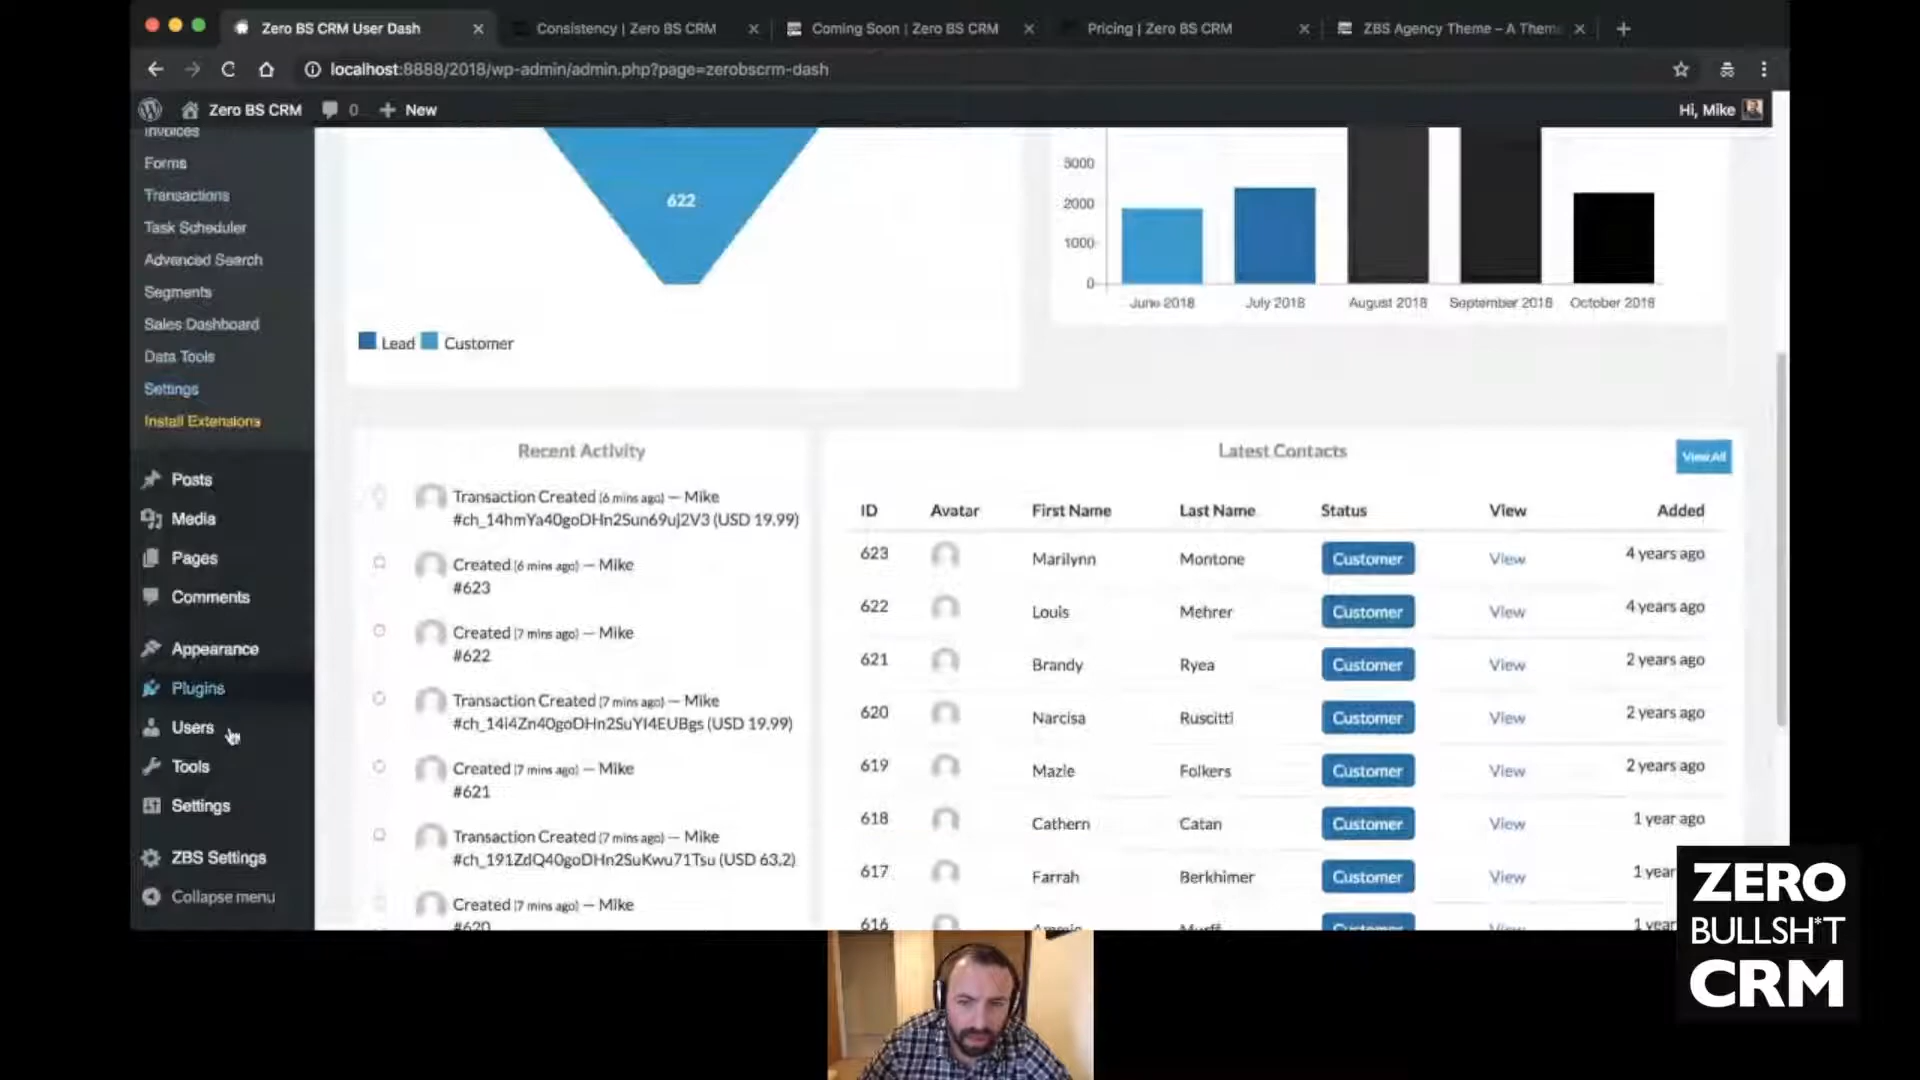 Zero BS CRM User Dash
Consistency | Zero BS CRM
Coming Soon | Zero BS CRM
Pricing | Zero BS CRM
ZBS Agency Theme – A Theme
localhost:8888/2018/wp-admin/admin.php?page=zerobscrm-dash
Zero BS CRM
0
New
Hi, Mike
Invoices
Forms
Transactions
Task Scheduler
Advanced Search
Segments
Sales Dashboard
Data Tools
Settings
Install Extensions
Posts
Media
Pages
Comments
Appearance
Plugins
Users
Tools
Settings
ZBS Settings
Collapse menu
622
Lead Customer
3000
2000
1000
0
June 2018 July 2018 August 2018 September 2018 October 2018
Recent Activity
Transaction Created (6 mins ago) — Mike
#ch_14hmYa40goDHn2Sun69uj2V3 (USD 19.99)
Created (6 mins ago) — Mike
#623
Created (7 mins ago) — Mike
#622
Transaction Created (7 mins ago) — Mike
#ch_14i4Zn40goDHn2SuYI4EUBgs (USD 19.99)
Created (7 mins ago) — Mike
#621
Transaction Created (7 mins ago) — Mike
#ch_191ZdQ40goDHn2SuKwu71Tsu (USD 63.2)
Created (7 mins ago) — Mike
#620
Latest Contacts
View All
ID Avatar First Name Last Name Status View Added
623 Marilynn Montone Customer View 4 years ago
622 Louis Mehrer Customer View 4 years ago
621 Brandy Ryea Customer View 2 years ago
620 Narcisa Ruscitti Customer View 2 years ago
619 Mazie Folkers Customer View 2 years ago
618 Cathern Catan Customer View 1 year ago
617 Farrah Berkhimer Customer View 1 year
616 Customer View 1 year
ZERO
BULLSH*T
CRM